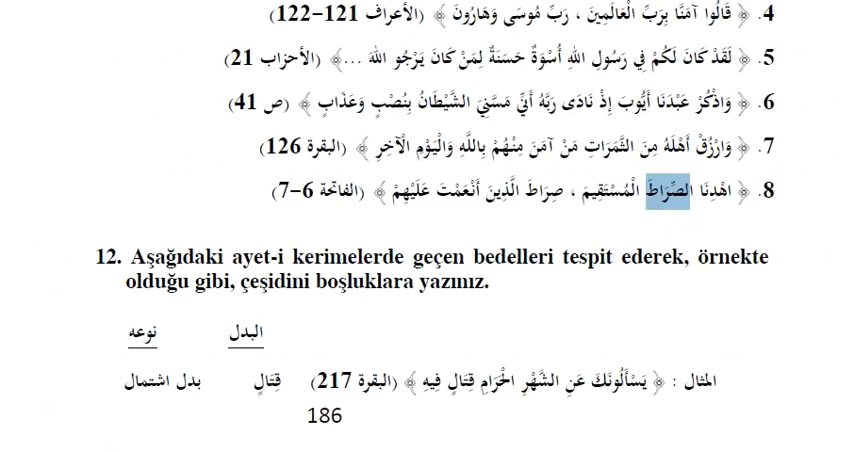 4. ﴿ قَالُوا آمَنَّا بِرَبِّ الْعَالَمِينَ ، رَبِّ مُوسَى وَهَارُونَ ﴾ (الأعراف 121–122)
5. ﴿ لَقَدْ كَانَ لَكُمْ فِي رَسُولِ اللهِ أُسْوَةٌ حَسَنَةٌ لِمَنْ كَانَ يَرْجُو اللهَ ...﴾ (الأحزاب 21)
6. ﴿ وَاذْكُرْ عَبْدَنَا أَيُّوبَ إِذْ نَادَى رَبَّهُ أَنِّي مَسَّنِيَ الشَّيْطَانُ بِنُصْبٍ وَعَذَابٍ ﴾ (ص 41)
7. ﴿ وَارْزُقْ أَهْلَهُ مِنَ الثَّمَرَاتِ مَنْ آمَنَ مِنْهُمْ بِاللَّهِ وَالْيَوْمِ الْآخِرِ ﴾ (البقرة 126)
8. ﴿ اهْدِنَا الصِّرَاطَ الْمُسْتَقِيمَ ، صِرَاطَ الَّذِينَ أَنْعَمْتَ عَلَيْهِمْ ﴾ (الفاتحة 6–7)
12. Aşağıdaki ayet-i kerimelerde geçen bedelleri tespit ederek, örnekte
olduğu gibi, çeşidini boşluklara yazınız.
البدل نوعه
المثال : ﴿ يَسْأَلُونَكَ عَنِ الشَّهْرِ الْحَرَامِ قِتَالٍ فِيهِ ﴾ (البقرة 217) قِتَالٍ بدل اشتمال
186